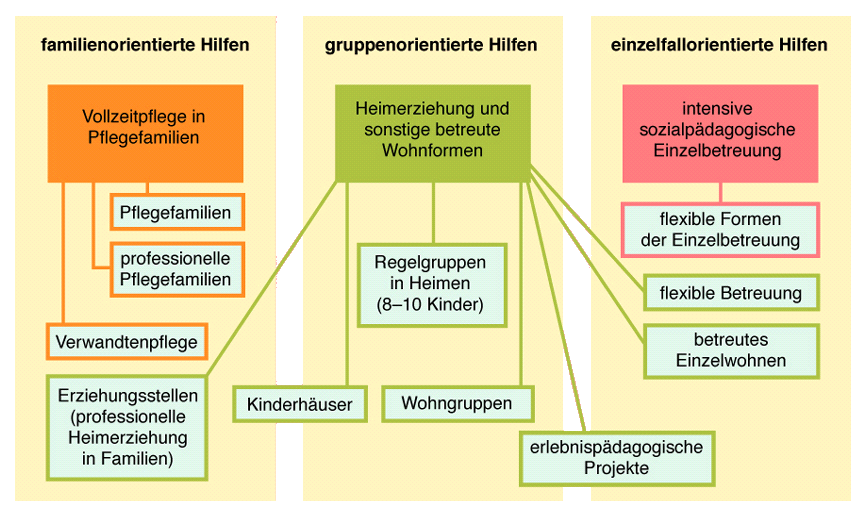 familienorientierte Hilfen
gruppenorientierte Hilfen
einzelfallorientierte Hilfen
Vollzeitpflege in
Pflegefamilien
Heimerziehung und
sonstige betreute
Wohnformen
intensive
sozialpädagogische
Einzelbetreuung
Pflegefamilien
professionelle
Pflegefamilien
Verwandtenpflege
Erziehungsstellen
(professionelle
Heimerziehung
in Familien)
Kinderhäuser
Regelgruppen
in Heimen
(8–10 Kinder)
Wohngruppen
erlebnispädagogische
Projekte
flexible Formen
der Einzelbetreuung
flexible Betreuung
betreutes
Einzelwohnen